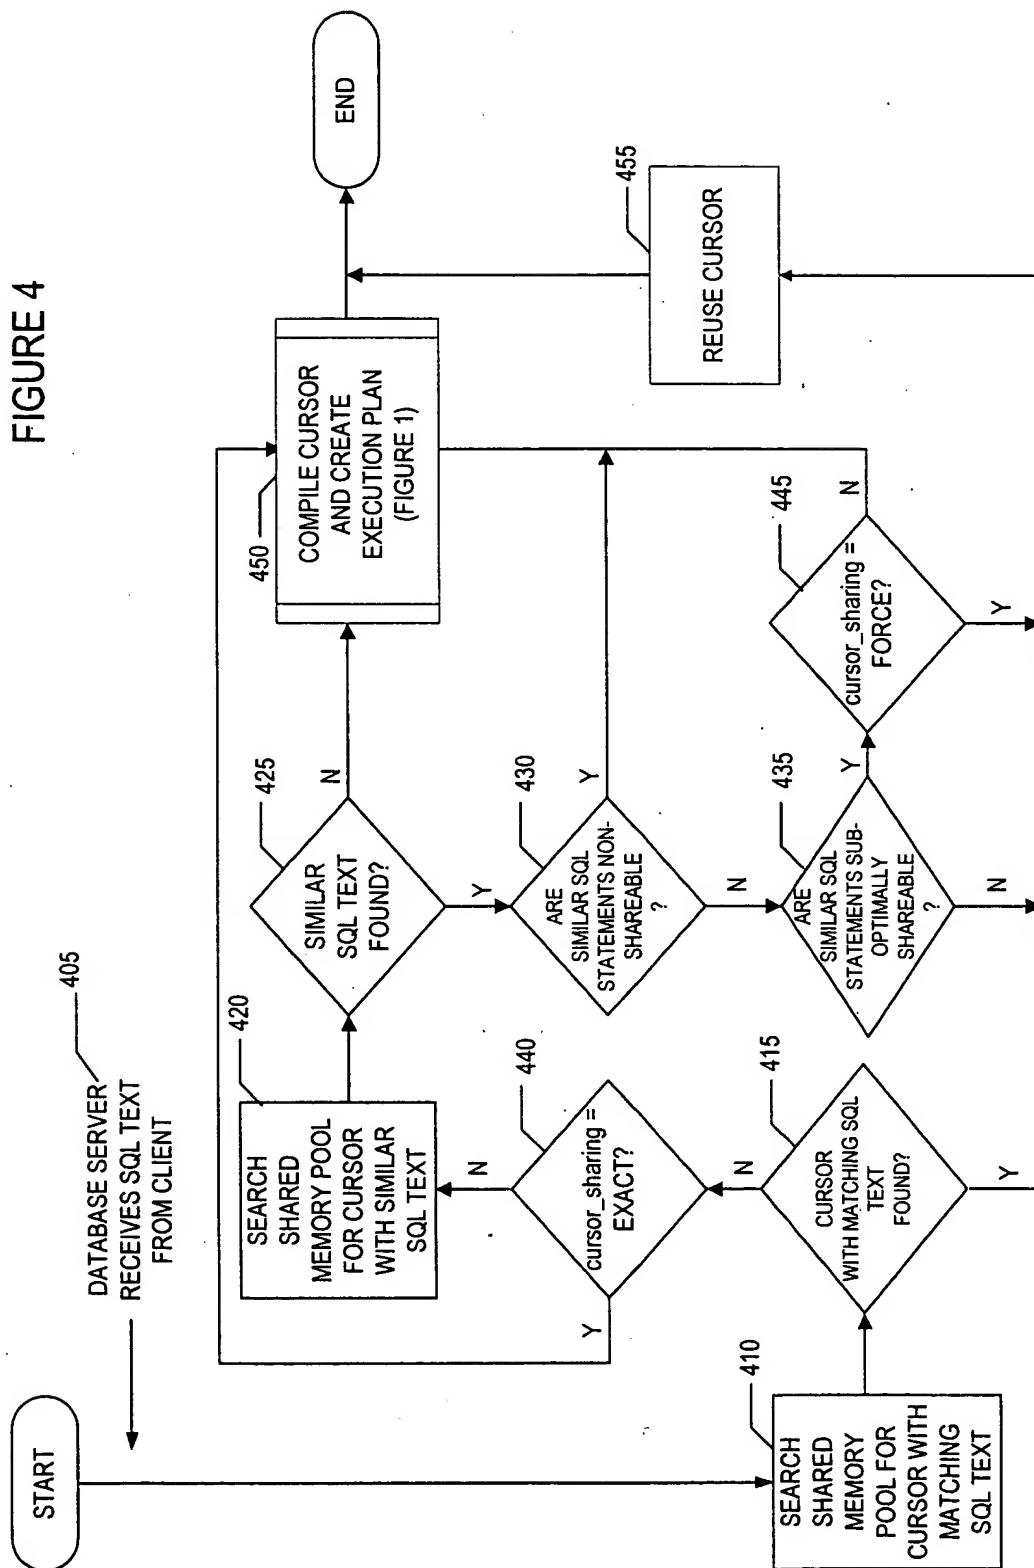 FIGURE 4
START
405
DATABASE SERVER
RECEIVES SQL TEXT
FROM CLIENT
410
SEARCH
SHARED
MEMORY
POOL FOR
CURSOR WITH
MATCHING
SQL TEXT
415
CURSOR
WITH MATCHING SQL
TEXT
FOUND?
N
Y
440
cursor_sharing =
EXACT?
N
Y
420
SEARCH
SHARED
MEMORY POOL
FOR CURSOR
WITH SIMILAR
SQL TEXT
425
SIMILAR
SQL TEXT
FOUND?
N
Y
430
ARE
SIMILAR SQL
STATEMENTS NON-
SHAREABLE
?
Y
N
435
ARE
SIMILAR SQL
STATEMENTS SUB-
OPTIMALLY
SHAREABLE
?
Y
N
445
cursor_sharing =
FORCE?
N
Y
450
COMPILE CURSOR
AND CREATE
EXECUTION PLAN
(FIGURE 1)
455
REUSE CURSOR
END